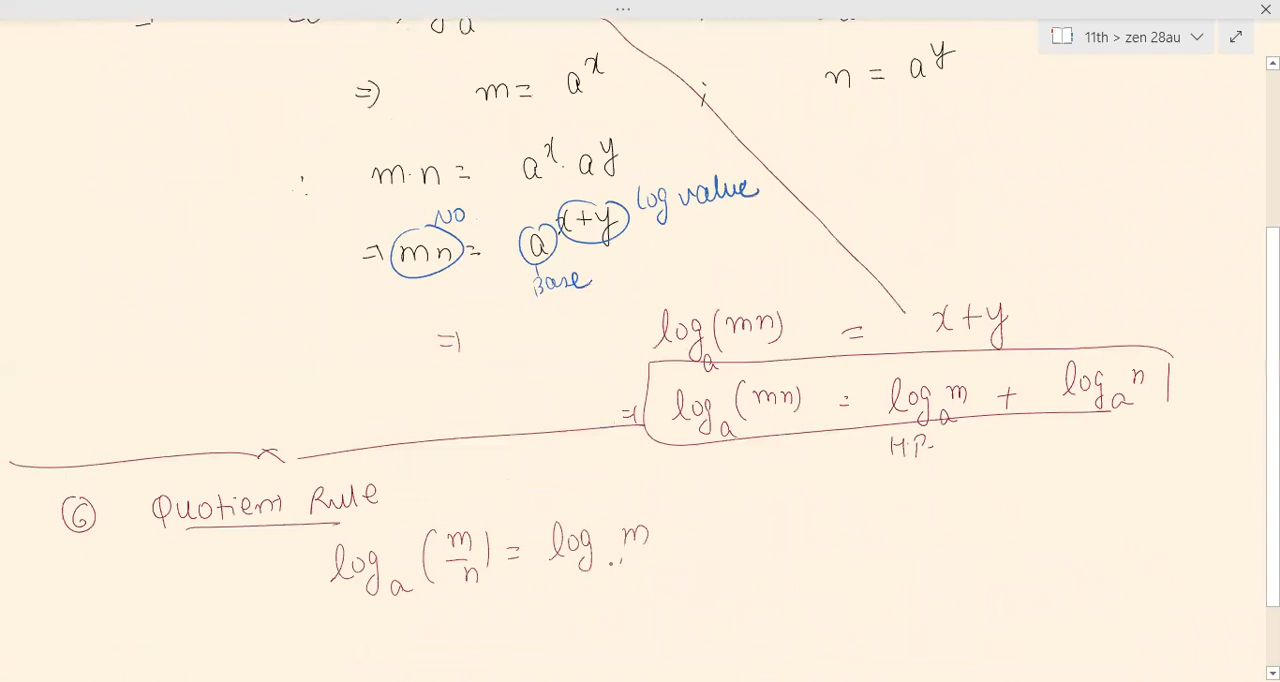 11th > zen 28au
⇒ m = a^x ; n = a^y
∴ m·n = a^x · a^y
NO log value
⇒ mn = a^x+y
Base
⇒ log_a (mn) = x+y
⇒ log_a (mn) = log_a m + log_a n
H.P.
⑥ Quotient Rule
log_a (m/n) = log m